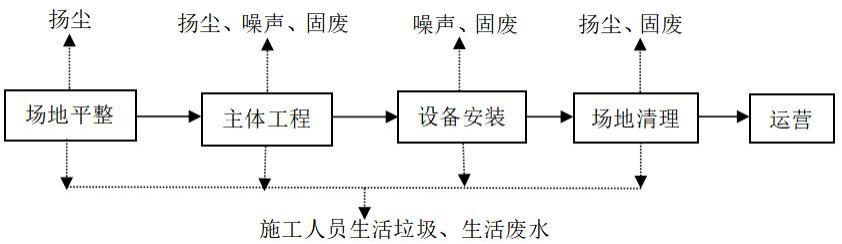 扬尘
扬尘、噪声、固废
噪声、固废
扬尘、固废
场地平整
主体工程
设备安装
场地清理
运营
施工人员生活垃圾、生活废水